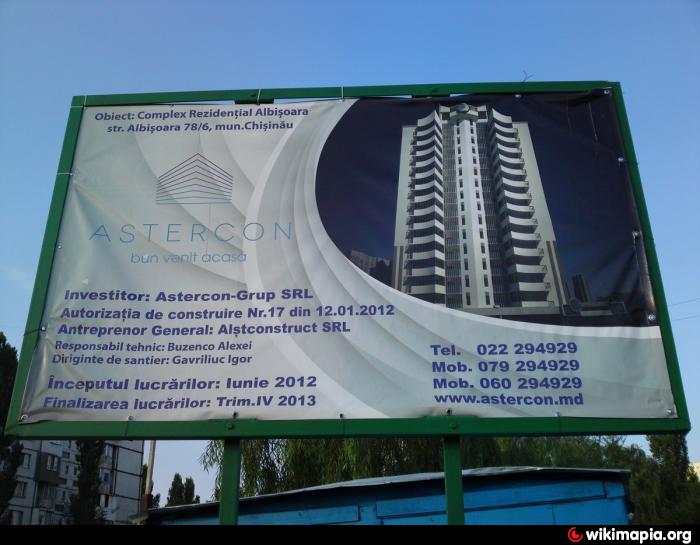 Obiect: Complex Rezidențial Albișoara
str. Albișoara 78/6, mun.Chișinău
ASTERCON
bun venit acasa
Investitor: Astercon-Grup SRL
Autorizația de construire Nr.17 din 12.01.2012
Antreprenor General: Alștconstruct SRL
Responsabil tehnic: Buzenco Alexei
Diriginte de santier: Gavriliuc Igor
Începutul lucrărilor: Iunie 2012
Finalizarea lucrărilor: Trim.IV 2013
Tel. 022 294929
Mob. 079 294929
Mob. 060 294929
www.astercon.md
wikimapia.org